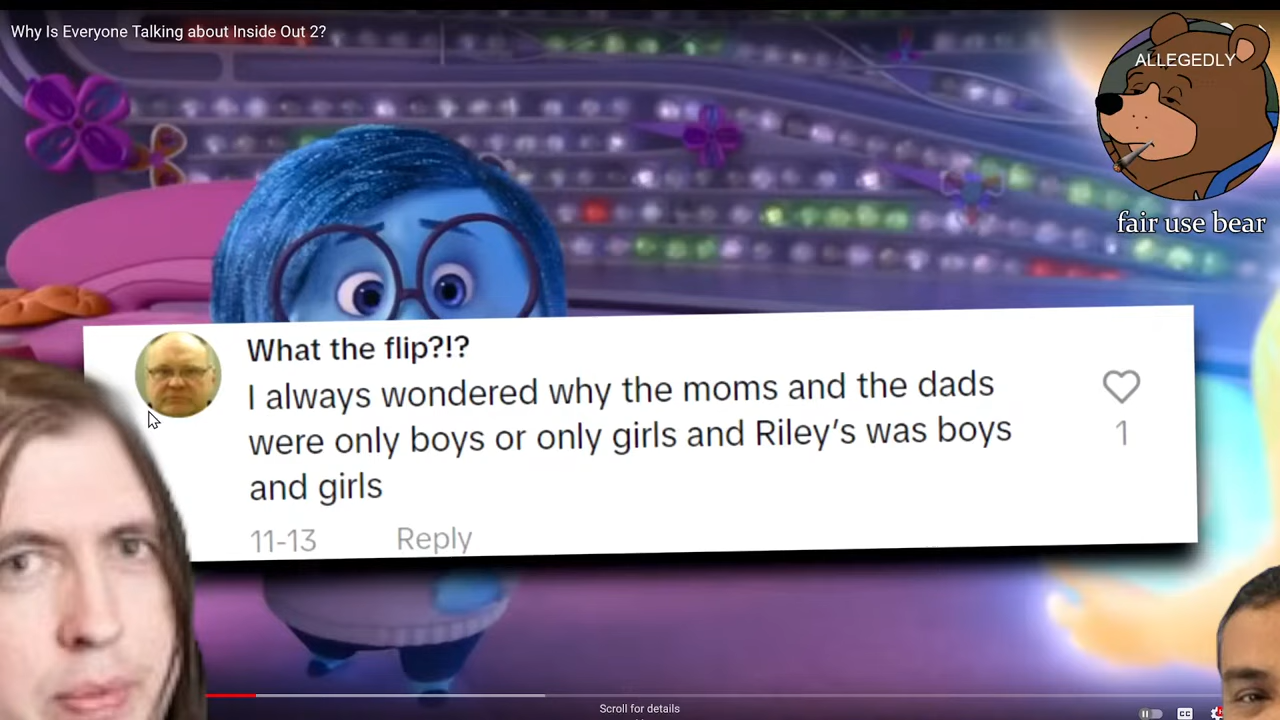 Why Is Everyone Talking about Inside Out 2?
ALLEGEDLY
fair use bear
What the flip?!?
I always wondered why the moms and the dads
were only boys or only girls and Riley's was boys
and girls
1
11-13 Reply
Scroll for details
CC